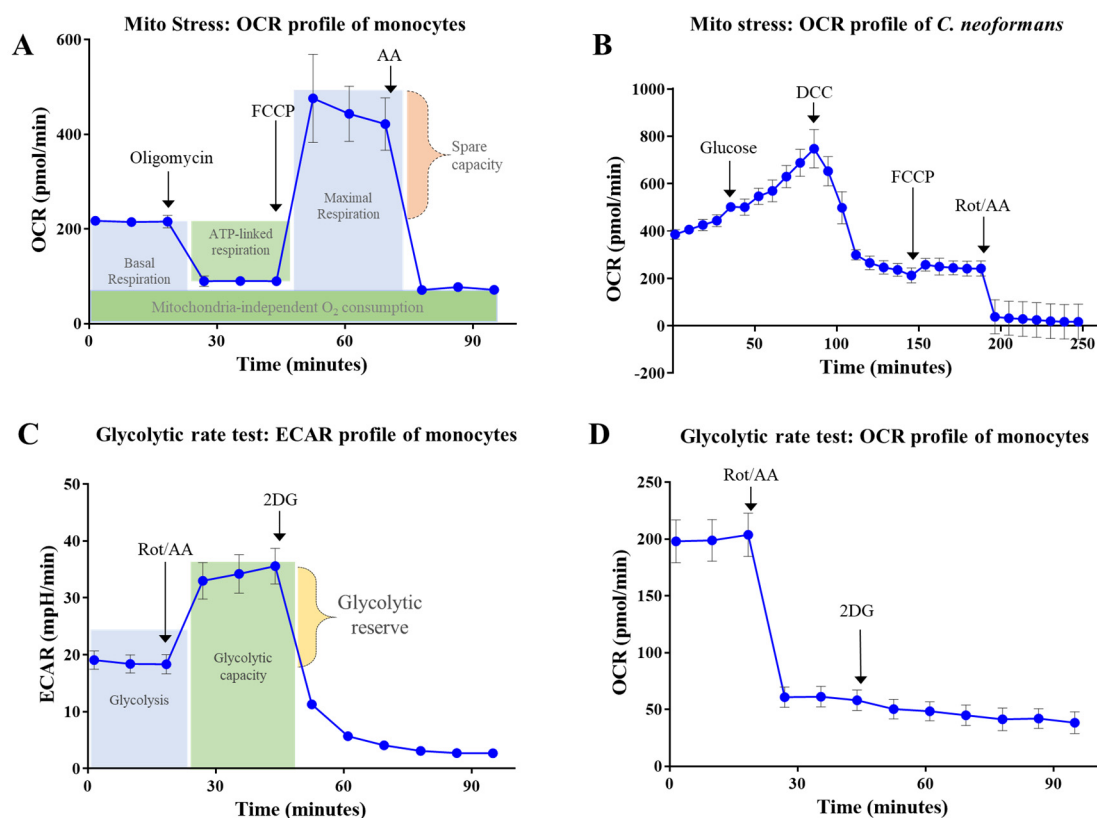 A
Mito Stress: OCR profile of monocytes
OCR (pmol/min)
600
400
200
0
Oligomycin
FCCP
AA
Basal
Respiration
ATP-linked
respiration
Maximal
Respiration
Spare
capacity
Mitochondria-independent O₂ consumption
0
30
60
90
Time (minutes)
B
Mito stress: OCR profile of C. neoformans
OCR (pmol/min)
1000
800
600
400
200
0
-200
Glucose
DCC
FCCP
Rot/AA
50
100
150
200
250
Time (minutes)
C
Glycolytic rate test: ECAR profile of monocytes
ECAR (mpH/min)
50
40
30
20
10
0
Rot/AA
2DG
Glycolysis
Glycolytic
capacity
Glycolytic
reserve
0
30
60
90
Time (minutes)
D
Glycolytic rate test: OCR profile of monocytes
OCR (pmol/min)
250
200
150
100
50
0
Rot/AA
2DG
0
30
60
90
Time (minutes)